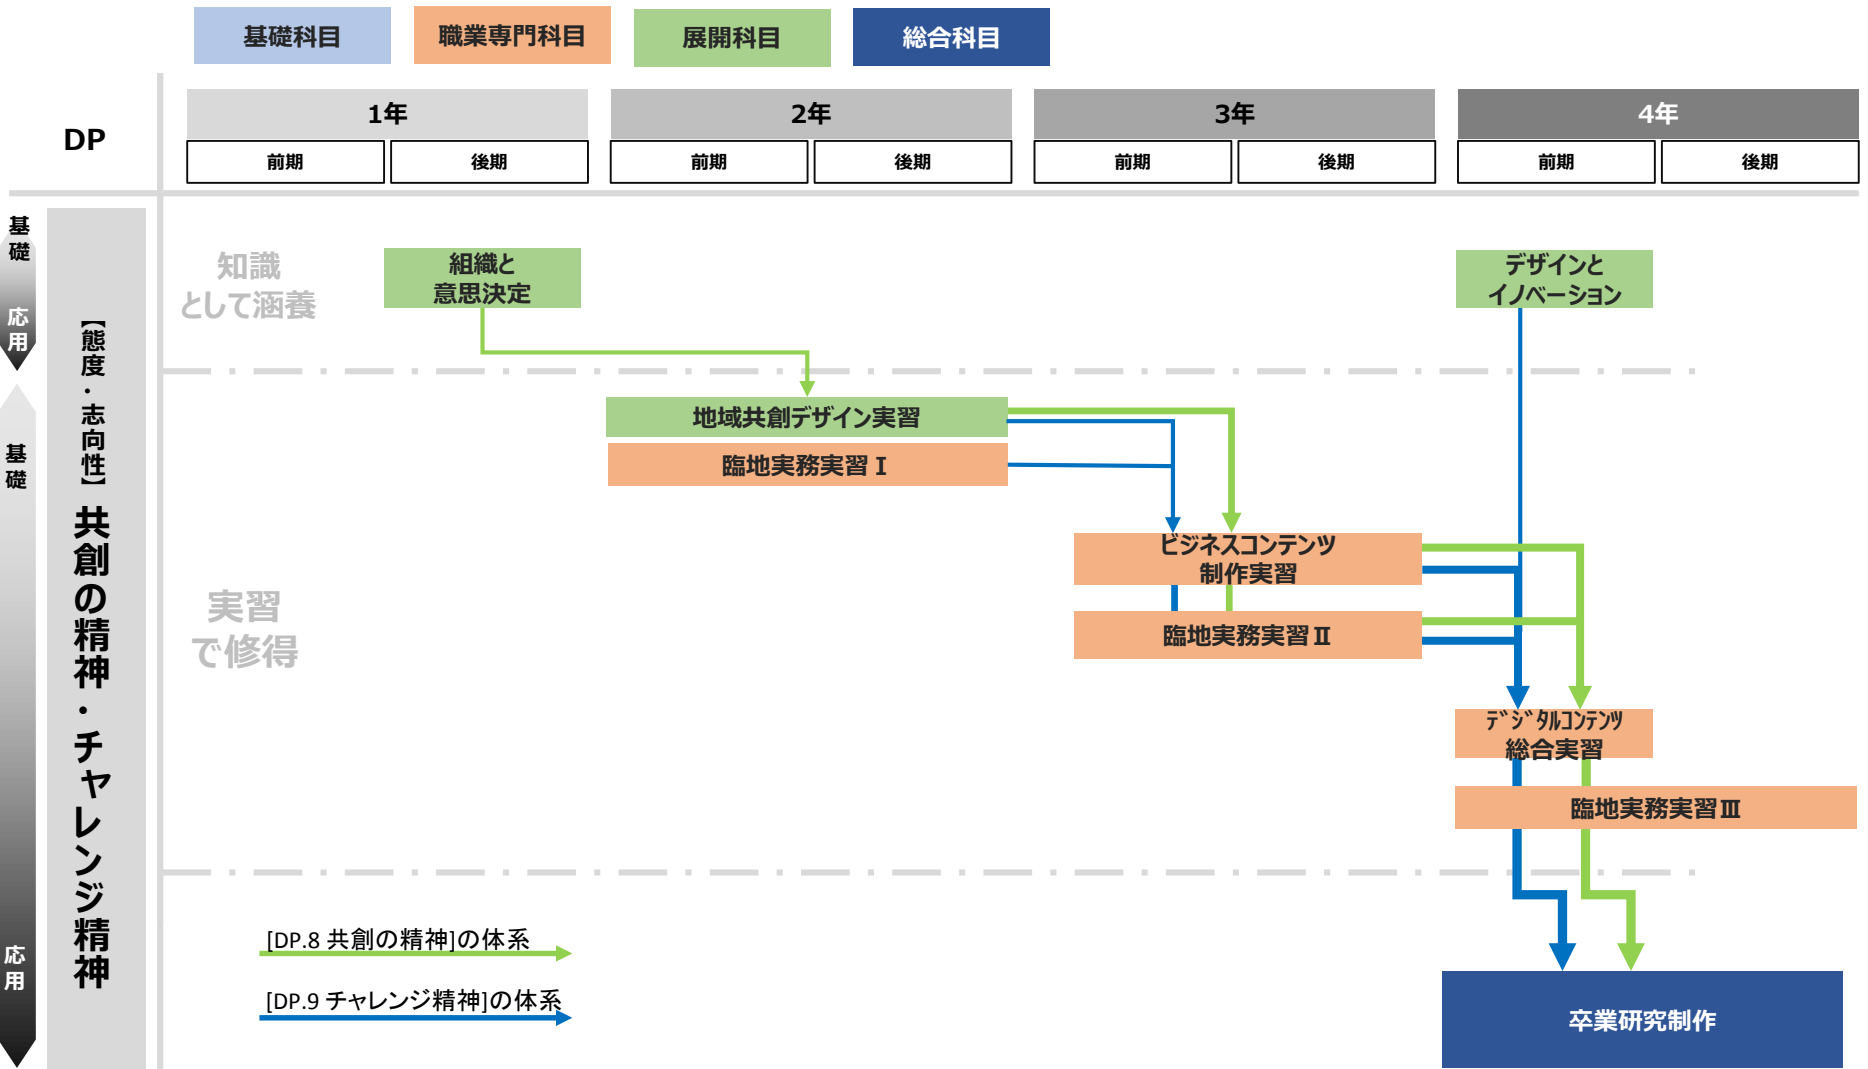 基礎科目
職業専門科目
展開科目
総合科目
DP
1年
2年
3年
4年
前期
後期
前期
後期
前期
後期
前期
後期
基礎
応用
基礎
応用
【態度・志向性】共創の精神・チャレンジ精神
知識
として涵養
組織と
意思決定
デザインと
イノベーション
地域共創デザイン実習
臨地実務実習Ⅰ
ビジネスコンテンツ
制作実習
実習
で修得
臨地実務実習Ⅱ
デジタルコンテンツ
総合実習
臨地実務実習Ⅲ
[DP.8 共創の精神]の体系
[DP.9 チャレンジ精神]の体系
卒業研究制作